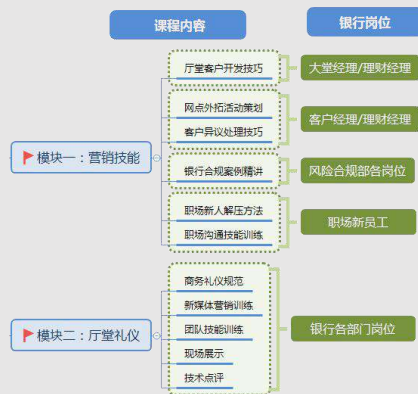 课程内容
银行岗位
厅堂客户开发技巧
大堂经理/理财经理
网点外拓活动策划
客户异议处理技巧
客户经理/理财经理
模块一：营销技能
银行合规案例精讲
风险合规部各岗位
职场新人解压方法
职场沟通技能训练
职场新员工
商务礼仪规范
新媒体营销训练
模块二：厅堂礼仪
团队技能训练
银行各部门岗位
现场展示
技术点评